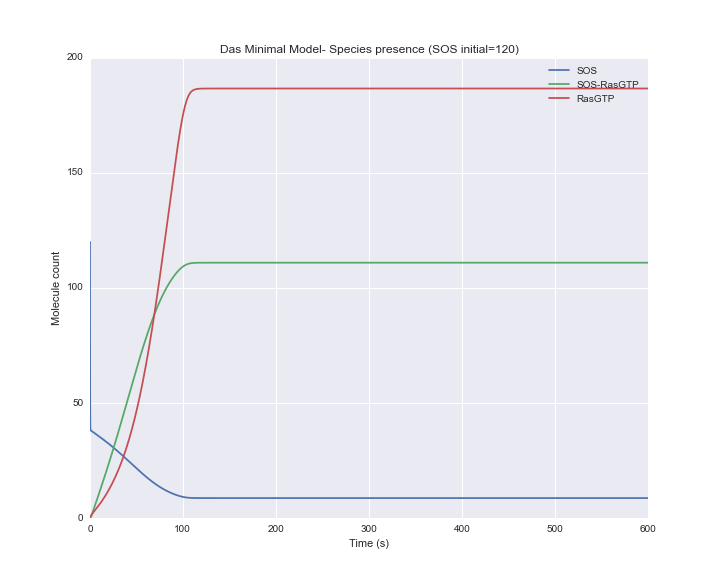 Das Minimal Model- Species presence (SOS initial=120)
200
SOS
SOS-RasGTP
RasGTP
150
100
50
0
Molecule count
0 100 200 300 400 500 600
Time (s)